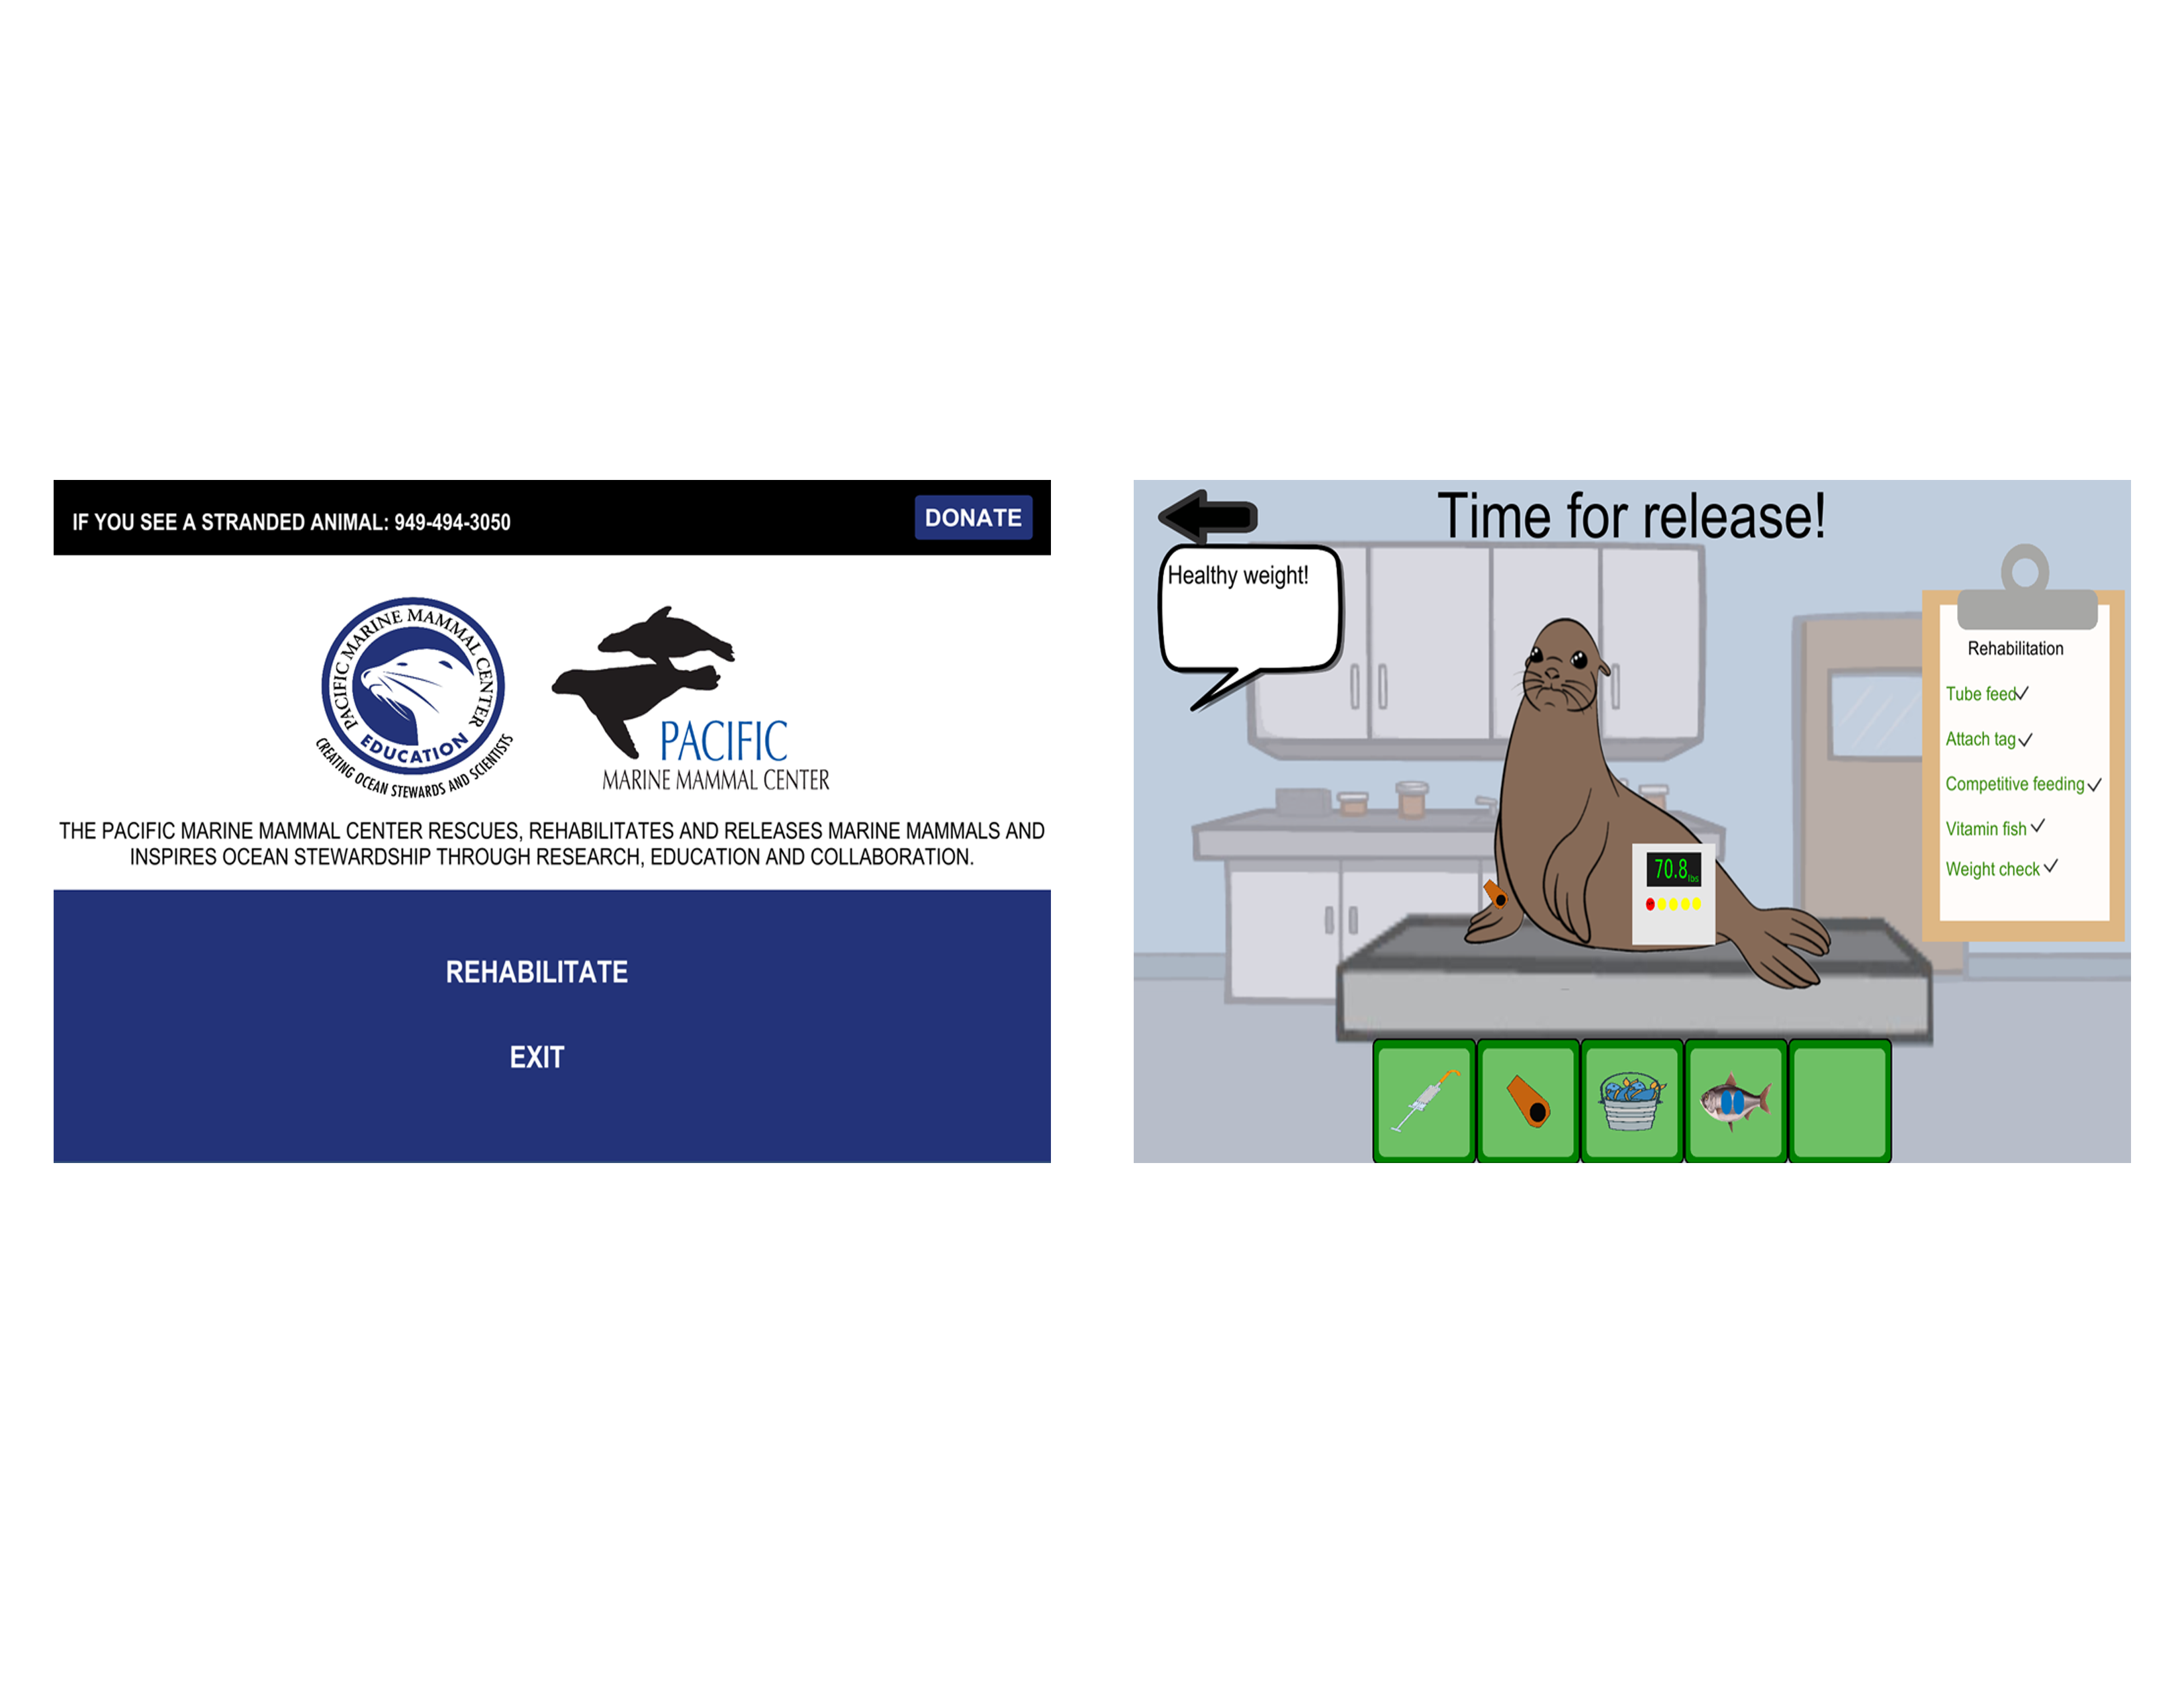 IF YOU SEE A STRANDED ANIMAL: 949-494-3050
DONATE
PACIFIC MARINE MAMMAL CENTER
EDUCATION
CREATING OCEAN STEWARDS AND SCIENTISTS
PACIFIC
MARINE MAMMAL CENTER
THE PACIFIC MARINE MAMMAL CENTER RESCUES, REHABILITATES AND RELEASES MARINE MAMMALS AND
INSPIRES OCEAN STEWARDSHIP THROUGH RESEARCH, EDUCATION AND COLLABORATION.
REHABILITATE
EXIT
Time for release!
Healthy weight!
Rehabilitation
Tube feed
Attach tag
Competitive feeding
Vitamin fish
Weight check
70.8 lbs